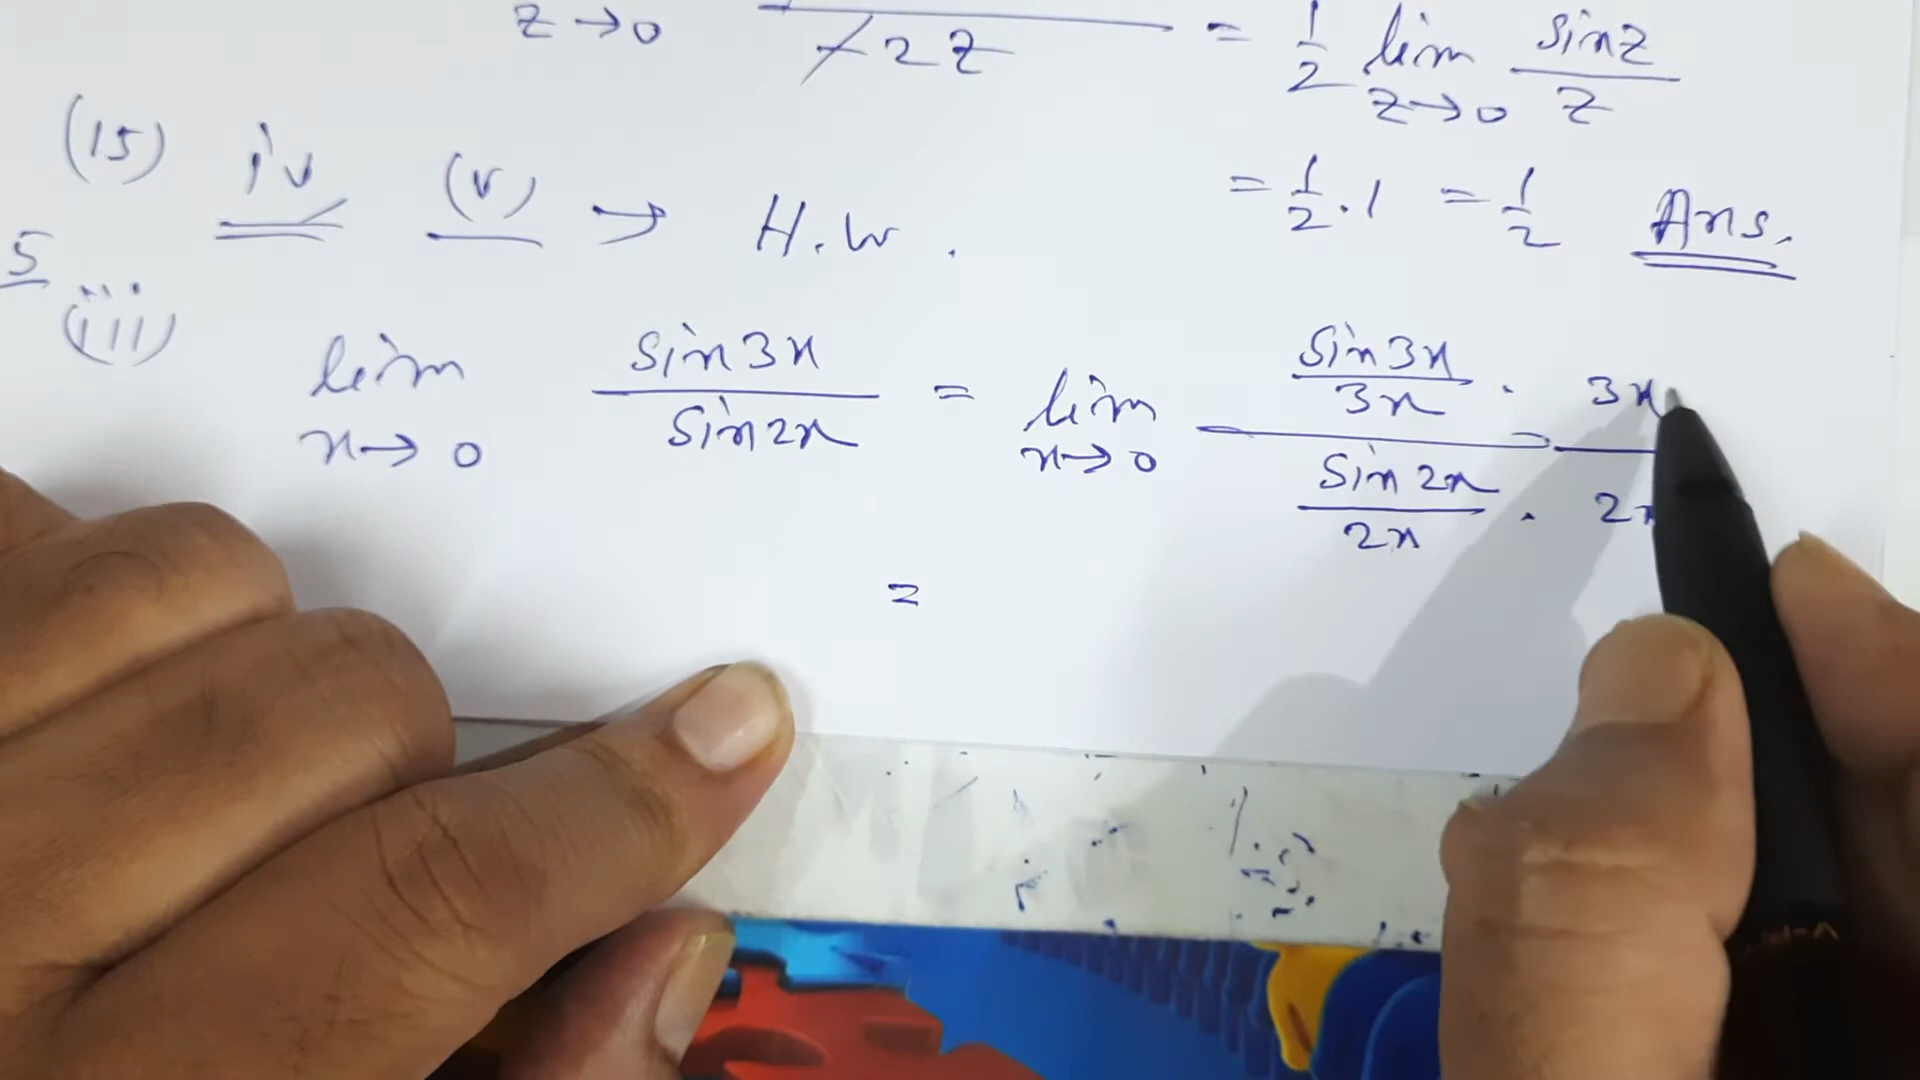 z→0 −2z = 1/2 lim z→0 sinz/z
(15) iv (v) → H.W.
= 1/2 . 1 = 1/2 Ans.
5
(iii) lim x→0 sin3x/sin2x = lim x→0 (sin3x/3x . 3x)/(sin2x/2x . 2x)
=